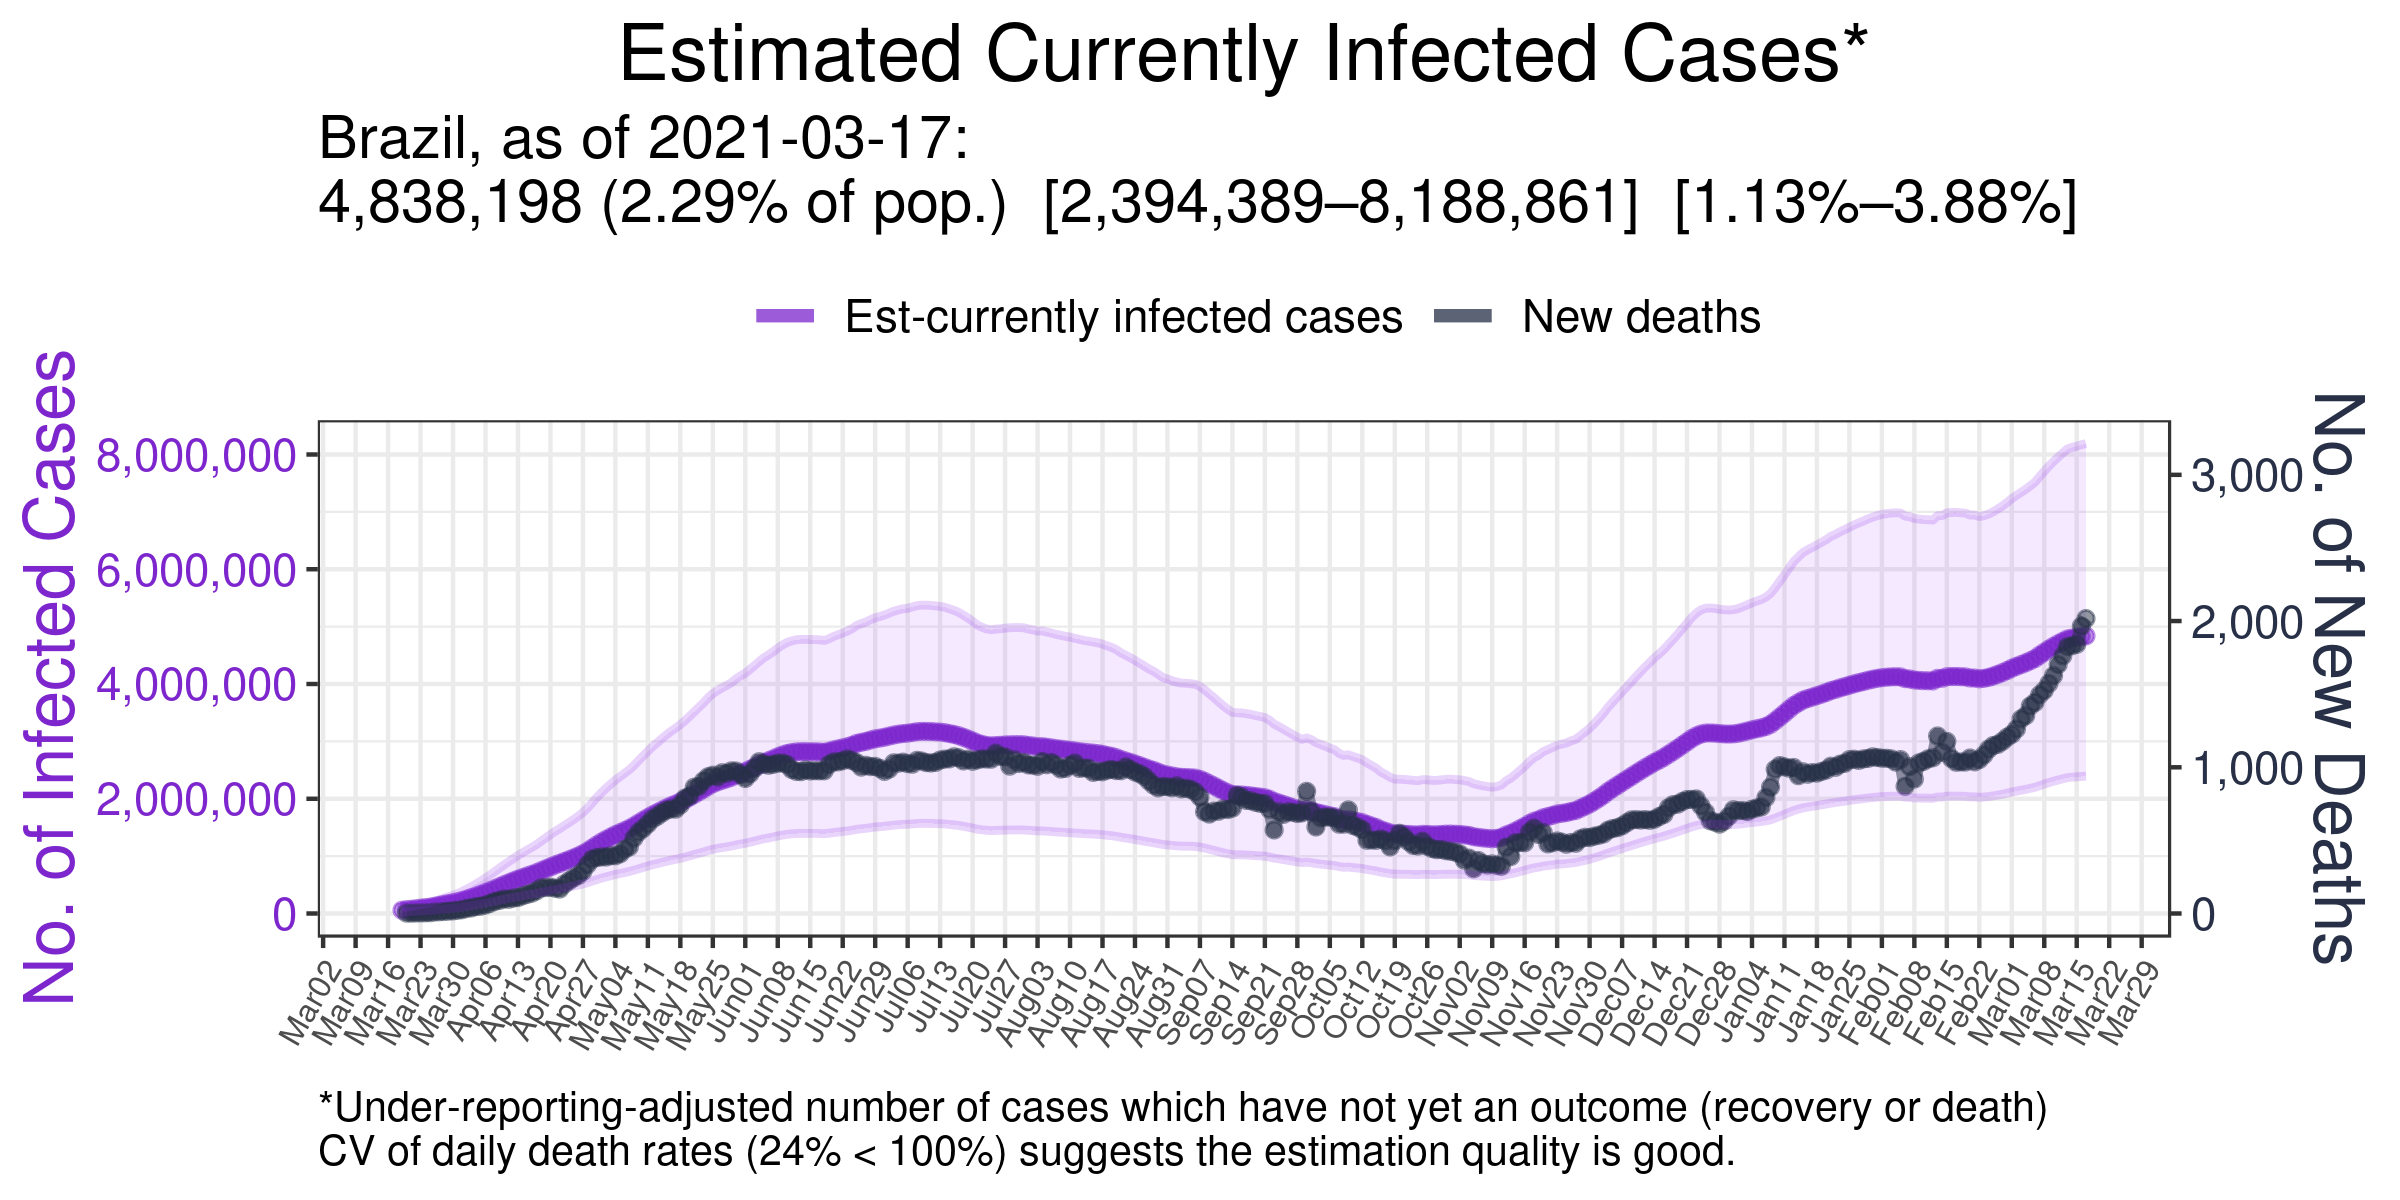 Estimated Currently Infected Cases*
Brazil, as of 2021-03-17:
4,838,198 (2.29% of pop.) [2,394,389–8,188,861] [1.13%–3.88%]
Est-currently infected cases
New deaths
No. of Infected Cases
8,000,000
6,000,000
4,000,000
2,000,000
0
3,000
2,000
1,000
0
No. of New Deaths
Mar02
Mar09
Mar16
Mar23
Mar30
Apr06
Apr13
Apr20
Apr27
May04
May11
May18
May25
Jun01
Jun08
Jun15
Jun22
Jun29
Jul06
Jul13
Jul20
Jul27
Aug03
Aug10
Aug17
Aug24
Aug31
Sep07
Sep14
Sep21
Sep28
Oct05
Oct12
Oct19
Oct26
Nov02
Nov09
Nov16
Nov23
Nov30
Dec07
Dec14
Dec21
Dec28
Jan04
Jan11
Jan18
Jan25
Feb01
Feb08
Feb15
Feb22
Mar01
Mar08
Mar15
Mar22
Mar29
*Under-reporting-adjusted number of cases which have not yet an outcome (recovery or death)
CV of daily death rates (24% < 100%) suggests the estimation quality is good.